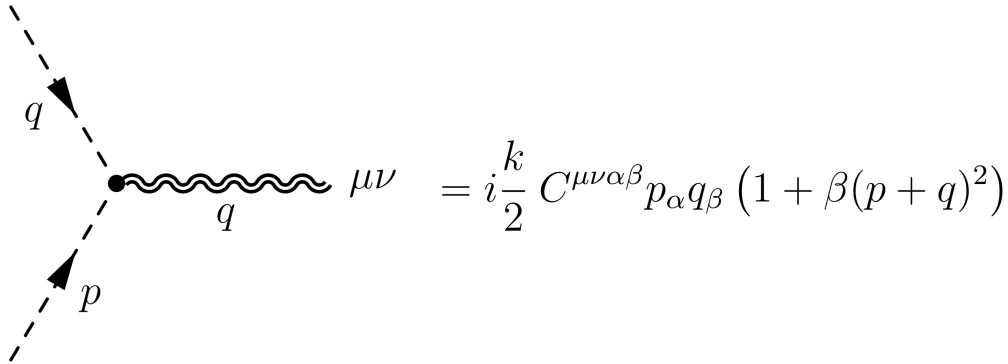 q
μν = i k/2 C^{μναβ} p_α q_β (1 + β(p + q)^2)
q
p